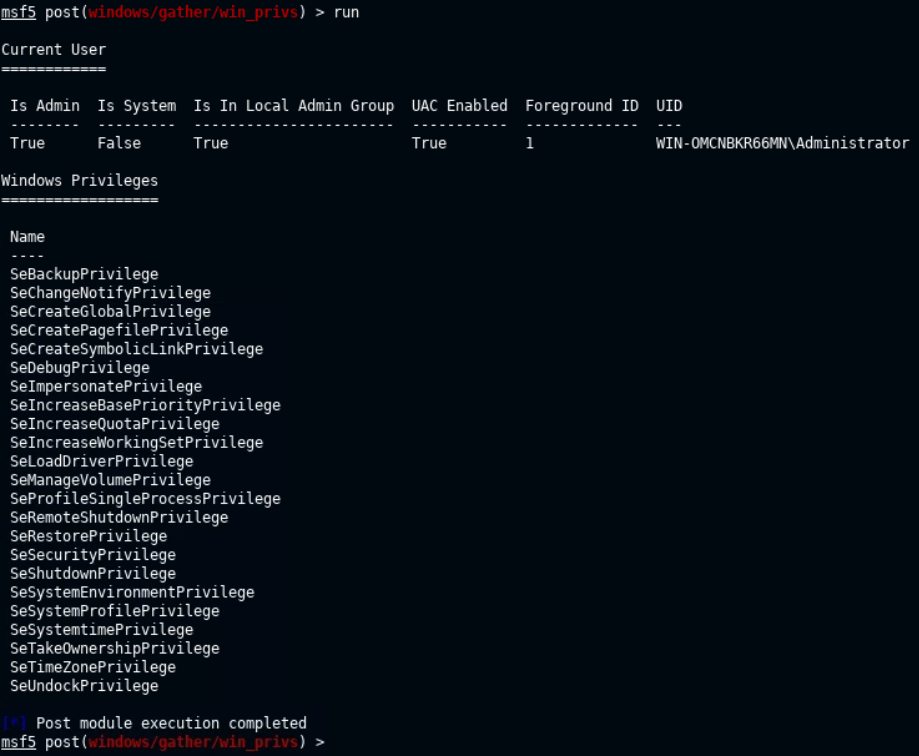 msf5 post(windows/gather/win_privs) > run
Current User
============
Is Admin  Is System  Is In Local Admin Group  UAC Enabled  Foreground ID  UID
--------  ---------  -----------------------  -----------  -------------  ---
True      False      True                     True         1              WIN-OMCNBKR66MN\Administrator
Windows Privileges
==================
Name
----
SeBackupPrivilege
SeChangeNotifyPrivilege
SeCreateGlobalPrivilege
SeCreatePagefilePrivilege
SeCreateSymbolicLinkPrivilege
SeDebugPrivilege
SeImpersonatePrivilege
SeIncreaseBasePriorityPrivilege
SeIncreaseQuotaPrivilege
SeIncreaseWorkingSetPrivilege
SeLoadDriverPrivilege
SeManageVolumePrivilege
SeProfileSingleProcessPrivilege
SeRemoteShutdownPrivilege
SeRestorePrivilege
SeSecurityPrivilege
SeShutdownPrivilege
SeSystemEnvironmentPrivilege
SeSystemProfilePrivilege
SeSystemtimePrivilege
SeTakeOwnershipPrivilege
SeTimeZonePrivilege
SeUndockPrivilege
[*] Post module execution completed
msf5 post(windows/gather/win_privs) >